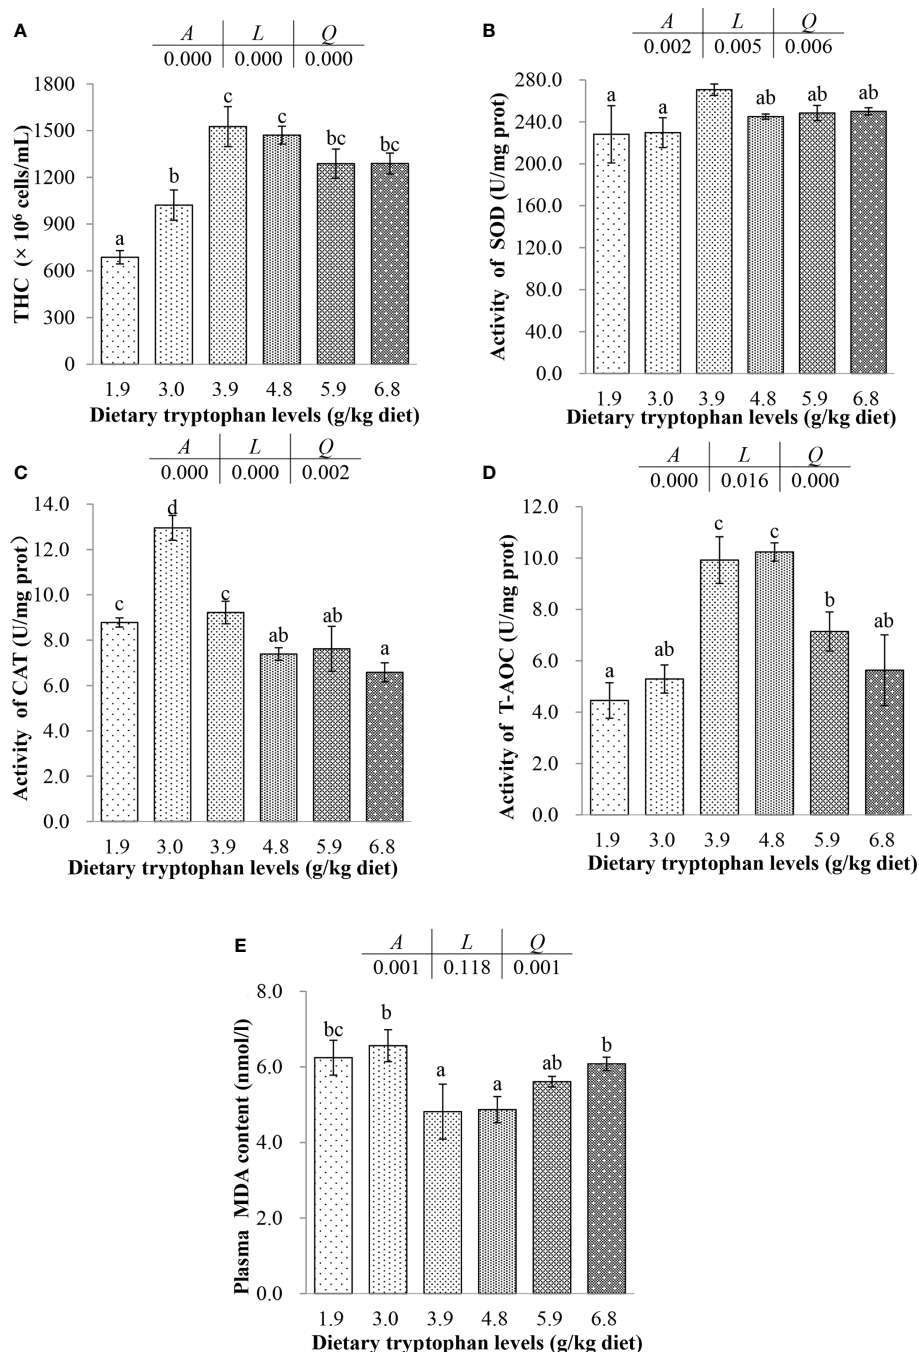 A
A L Q
0.000 0.000 0.000
THC (× 10⁶ cells/mL)
1800
1500
1200
900
600
300
0
a b c c bc bc
1.9 3.0 3.9 4.8 5.9 6.8
Dietary tryptophan levels (g/kg diet)
B
A L Q
0.002 0.005 0.006
Activity of SOD (U/mg prot)
280.0
240.0
200.0
160.0
120.0
80.0
40.0
0.0
a a ab ab ab
1.9 3.0 3.9 4.8 5.9 6.8
Dietary tryptophan levels (g/kg diet)
C
A L Q
0.000 0.000 0.002
Activity of CAT (U/mg prot)
14.0
12.0
10.0
8.0
6.0
4.0
2.0
0.0
c d c ab ab a
1.9 3.0 3.9 4.8 5.9 6.8
Dietary tryptophan levels (g/kg diet)
D
A L Q
0.000 0.016 0.000
Activity of T-AOC (U/mg prot)
12.0
10.0
8.0
6.0
4.0
2.0
0.0
a ab c c b ab
1.9 3.0 3.9 4.8 5.9 6.8
Dietary tryptophan levels (g/kg diet)
E
A L Q
0.001 0.118 0.001
Plasma MDA content (nmol/l)
8.0
6.0
4.0
2.0
0.0
bc b a a ab b
1.9 3.0 3.9 4.8 5.9 6.8
Dietary tryptophan levels (g/kg diet)